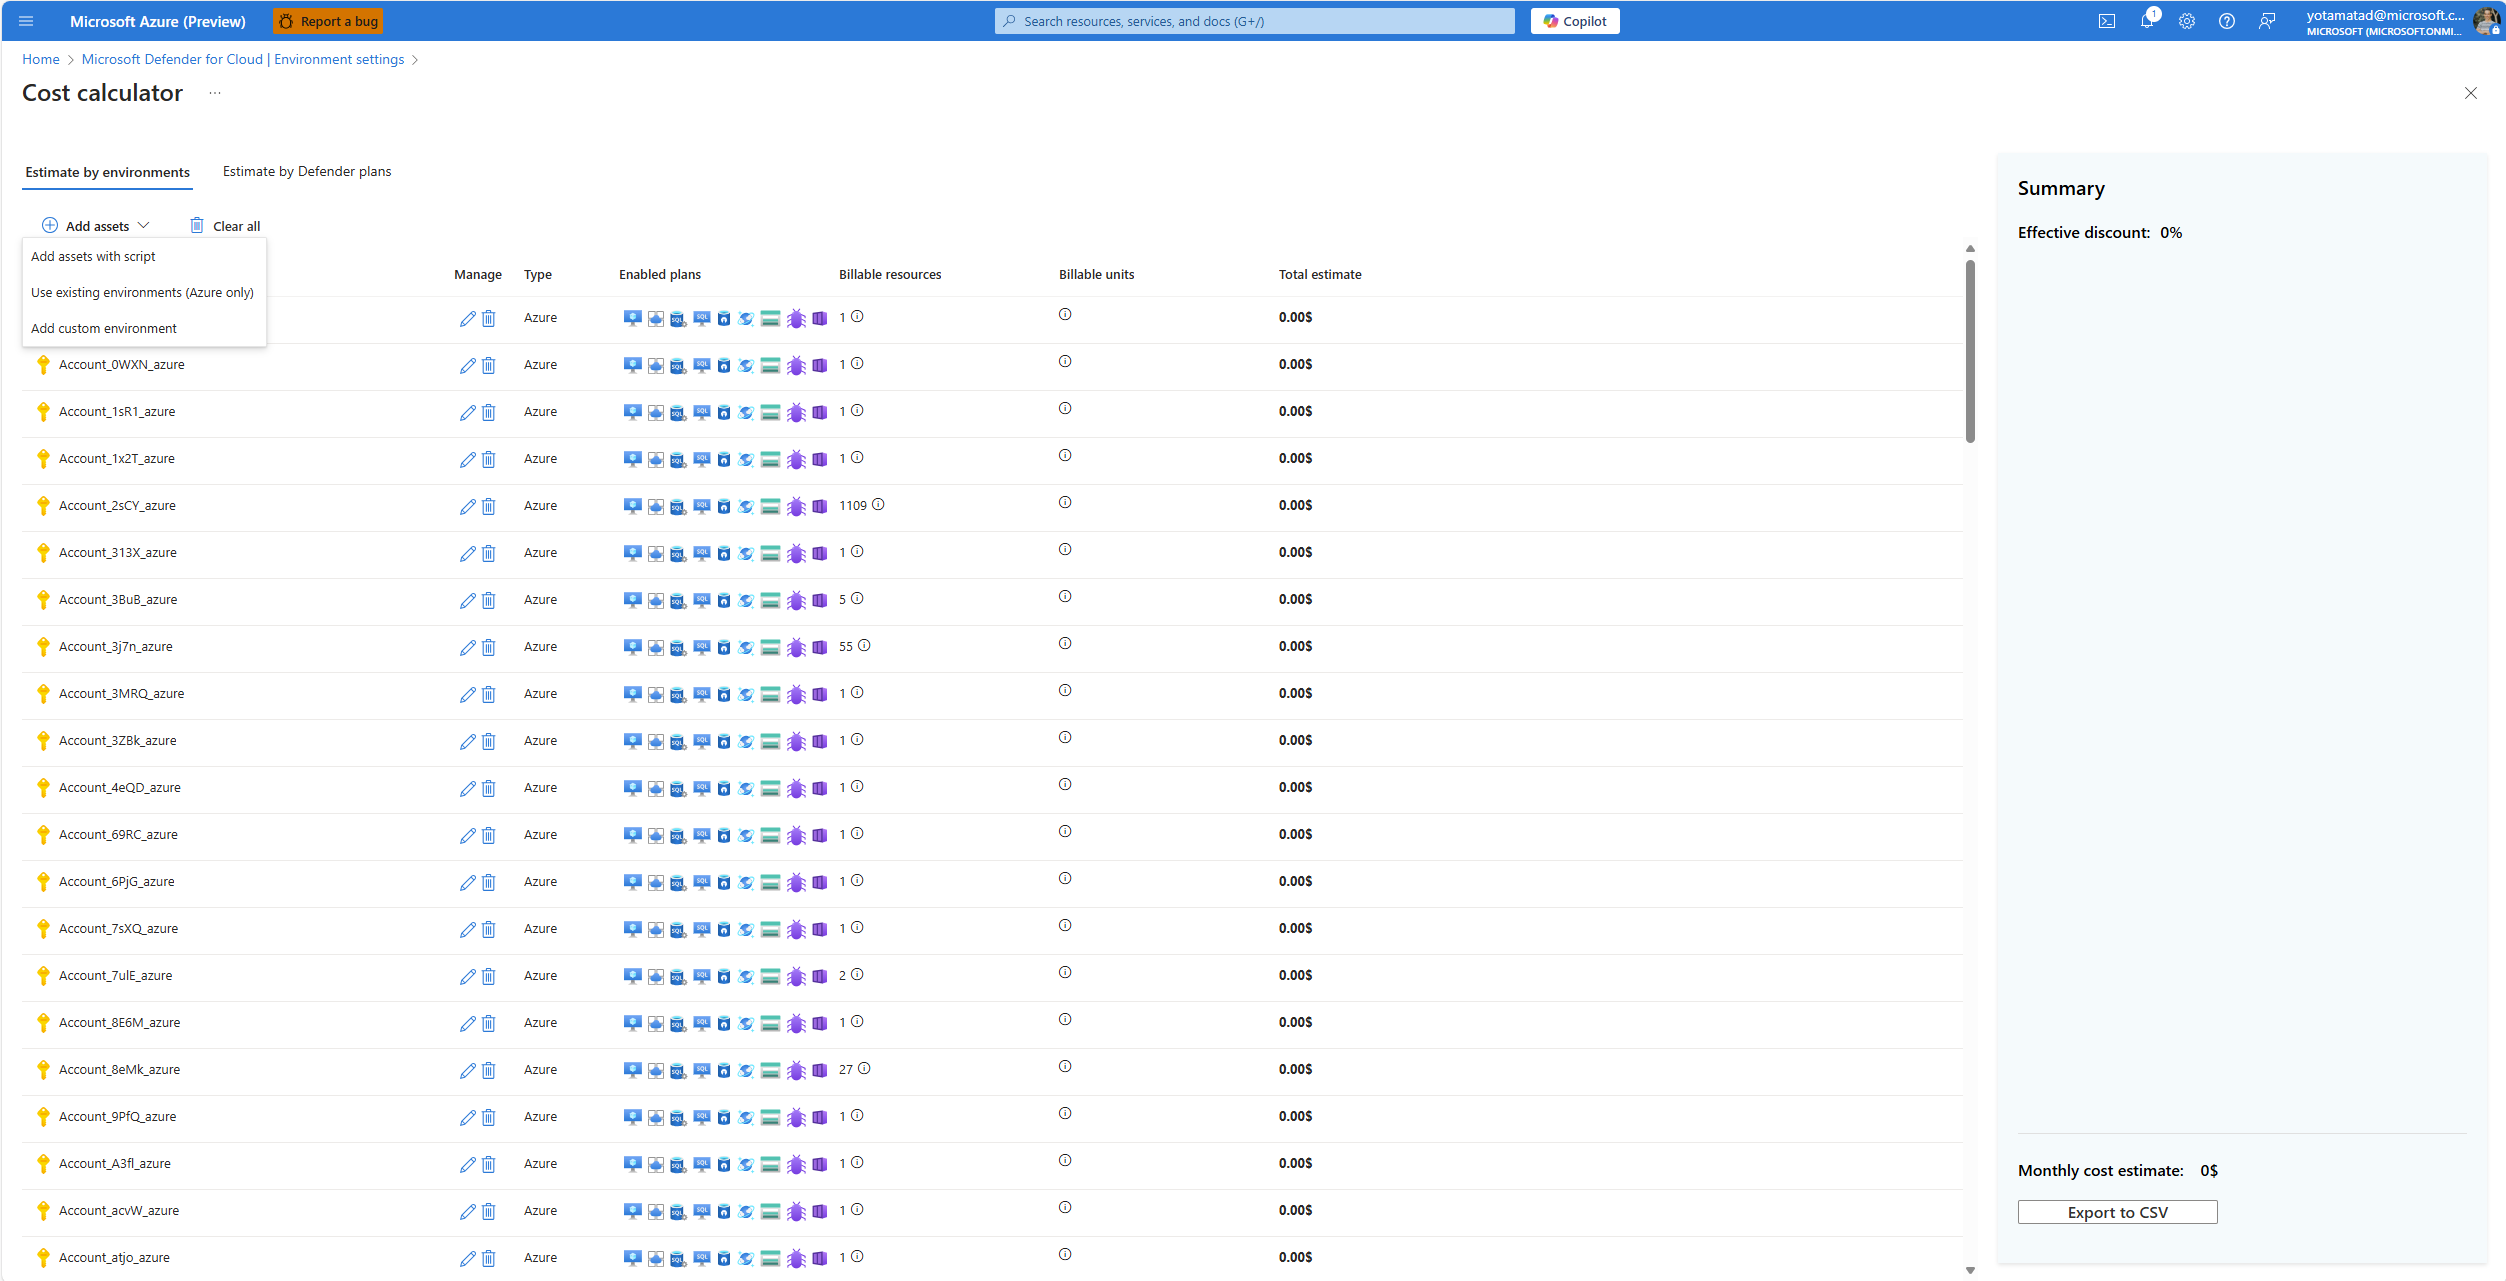 Microsoft Azure (Preview)
Report a bug
Search resources, services, and docs (G+/)
Copilot
1
yotamatad@microsoft.c...
MICROSOFT (MICROSOFT.ONMI...
Home > Microsoft Defender for Cloud | Environment settings >
Cost calculator ...
Estimate by environments
Estimate by Defender plans
Add assets
Clear all
Add assets with script
Use existing environments (Azure only)
Add custom environment
Manage Type Enabled plans Billable resources Billable units Total estimate
Azure 1 0.00$
Account_0WXN_azure Azure 1 0.00$
Account_1sR1_azure Azure 1 0.00$
Account_1x2T_azure Azure 1 0.00$
Account_2sCY_azure Azure 1109 0.00$
Account_313X_azure Azure 1 0.00$
Account_3BuB_azure Azure 5 0.00$
Account_3j7n_azure Azure 55 0.00$
Account_3MRQ_azure Azure 1 0.00$
Account_3ZBk_azure Azure 1 0.00$
Account_4eQD_azure Azure 1 0.00$
Account_69RC_azure Azure 1 0.00$
Account_6PjG_azure Azure 1 0.00$
Account_7sXQ_azure Azure 1 0.00$
Account_7ulE_azure Azure 2 0.00$
Account_8E6M_azure Azure 1 0.00$
Account_8eMk_azure Azure 27 0.00$
Account_9PfQ_azure Azure 1 0.00$
Account_A3fl_azure Azure 1 0.00$
Account_acvW_azure Azure 1 0.00$
Account_atjo_azure Azure 1 0.00$
Summary
Effective discount: 0%
Monthly cost estimate: 0$
Export to CSV